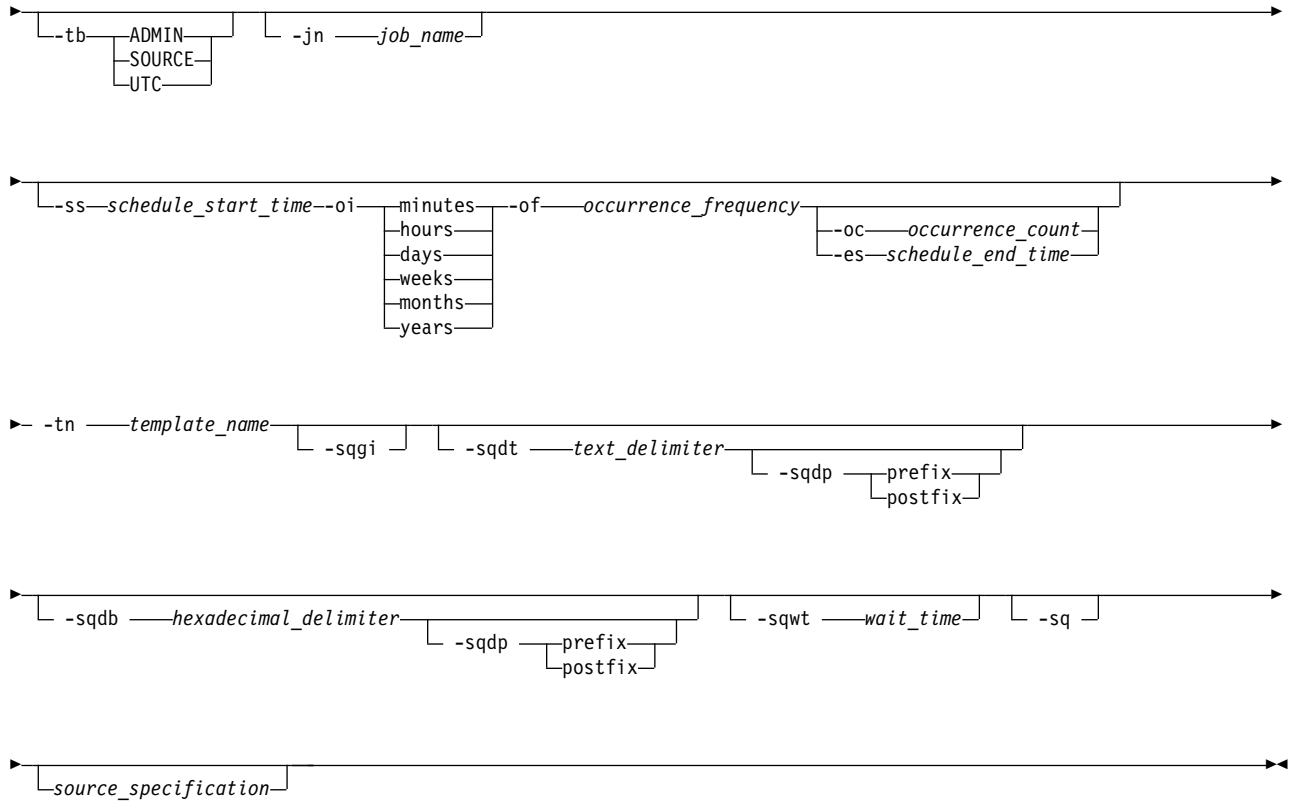 -tb ADMIN -jn job_name
SOURCE
UTC
-ss schedule_start_time -oi minutes -of occurrence_frequency
hours -oc occurrence_count
days -es schedule_end_time
weeks
months
years
-tn template_name
-sqgi -sqdt text_delimiter
-sqdp prefix
postfix
-sqdb hexadecimal_delimiter -sqwt wait_time -sq
-sqdp prefix
postfix
source_specification